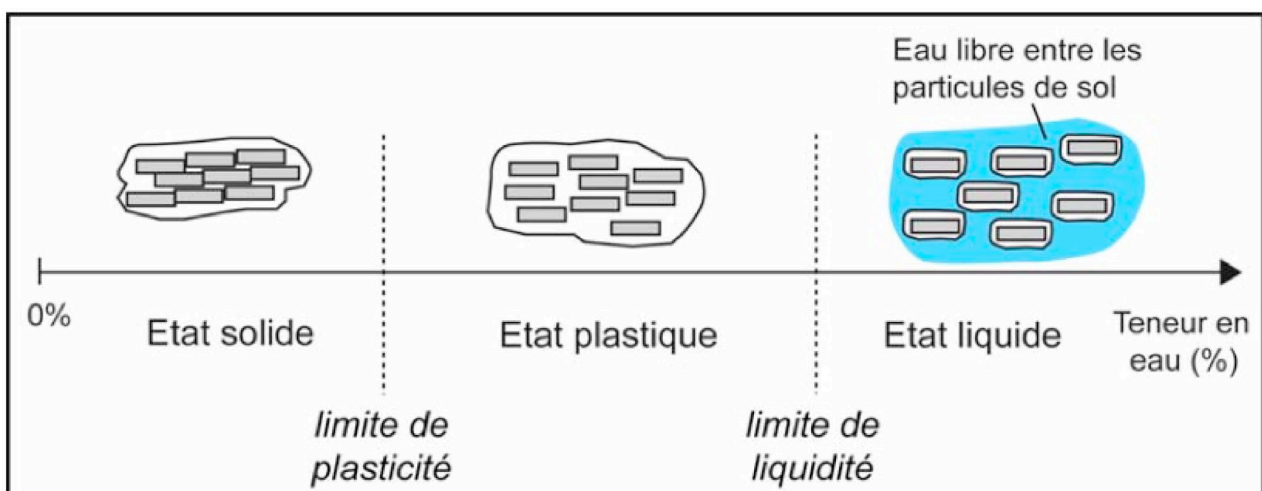 Eau libre entre les
particules de sol
0%
Etat solide
Etat plastique
Etat liquide
Teneur en
eau (%)
limite de
plasticité
limite de
liquidité